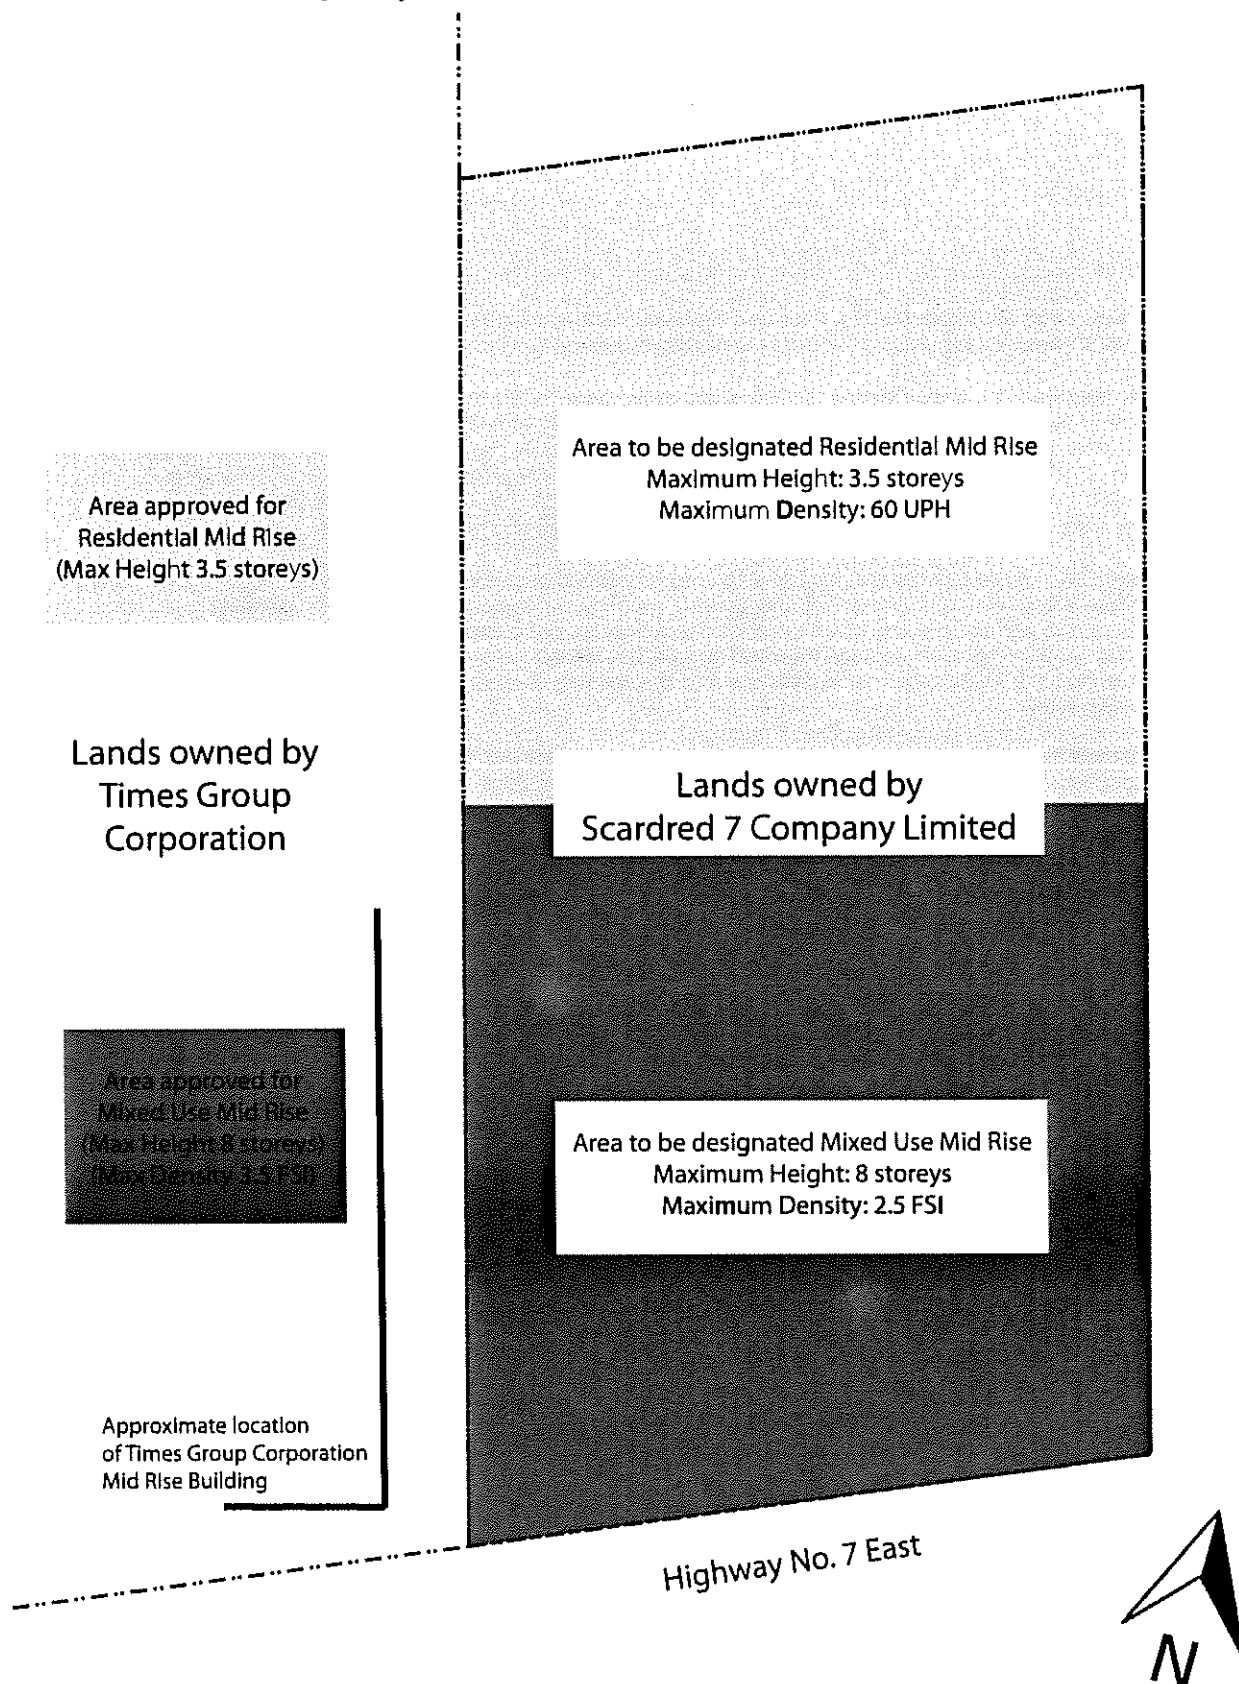 Area to be designated Residential Mid Rise
Maximum Height: 3.5 storeys
Maximum Density: 60 UPH
Area approved for
Residential Mid Rise
(Max Height 3.5 storeys)
Lands owned by
Times Group
Corporation
Lands owned by
Scardred 7 Company Limited
Area approved for
Mixed Use Mid Rise
(Max Height 8 storeys)
(Max Density 3.5 FSI)
Area to be designated Mixed Use Mid Rise
Maximum Height: 8 storeys
Maximum Density: 2.5 FSI
Approximate location
of Times Group Corporation
Mid Rise Building
Highway No. 7 East
N